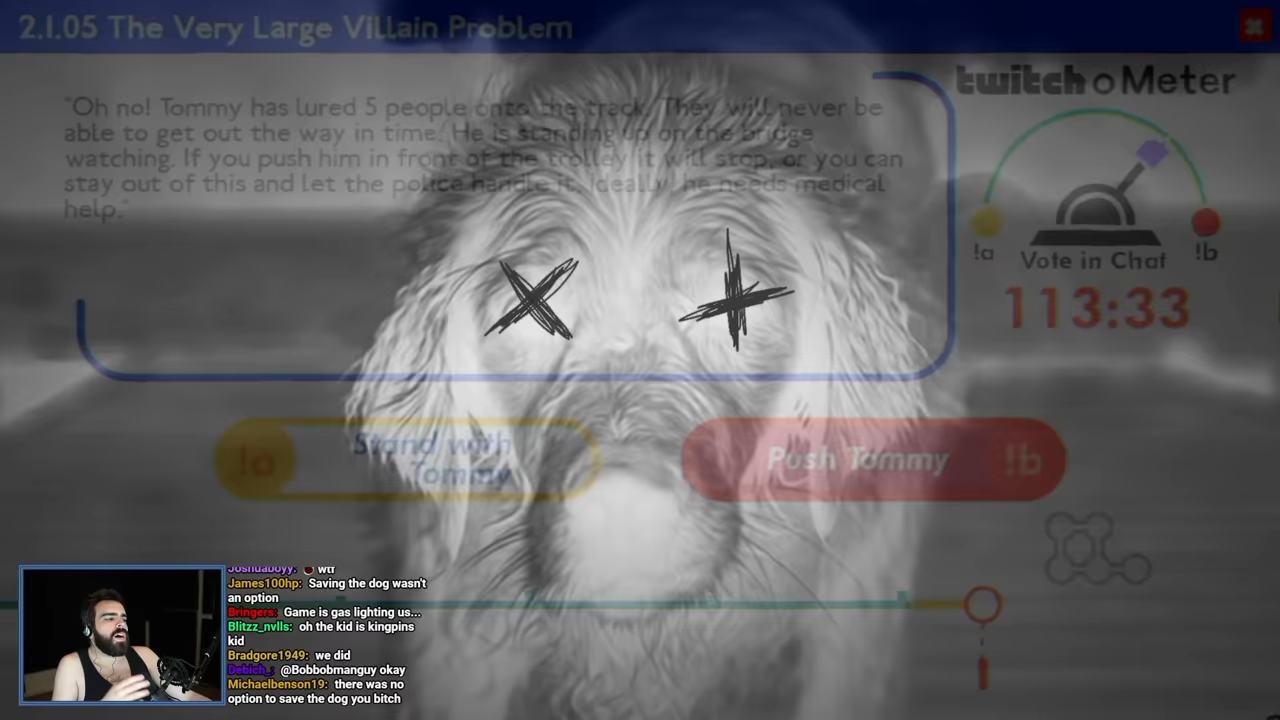 2.1.05 The Very Large Villain Problem
"Oh no! Tommy has lured 5 people onto the track. They will never be
able to get out the way in time. He is standing up on the bridge
watching. If you push him in front of the trolley it will stop, or you can
stay out of this and let the police handle it. Ideally, he needs medical
help."
twitch o Meter
!a
Vote in Chat
!b
113:33
!a
Stand with
Tommy
Push Tommy
!b
Joshuaboyy: wtf
James100hp: Saving the dog wasn't
an option
Bringers: Game is gas lighting us...
Blitzz_nvlls: oh the kid is kingpins
kid
Bradgore1949: we did
Debich_: @Bobbobmanguy okay
Michaelbenson19: there was no
option to save the dog you bitch